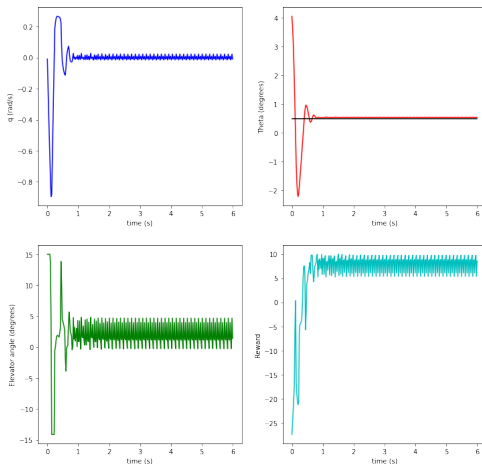 0.2
0.0
−0.2
−0.4
−0.6
−0.8
q (rad/s)
0 1 2 3 4 5 6
time (s)
4
3
2
1
0
−1
−2
Theta (degrees)
0 1 2 3 4 5 6
time (s)
15
10
5
0
−5
−10
−15
Elevator angle (degrees)
0 1 2 3 4 5 6
time (s)
10
5
0
−5
−10
−15
−20
−25
Reward
0 1 2 3 4 5 6
time (s)